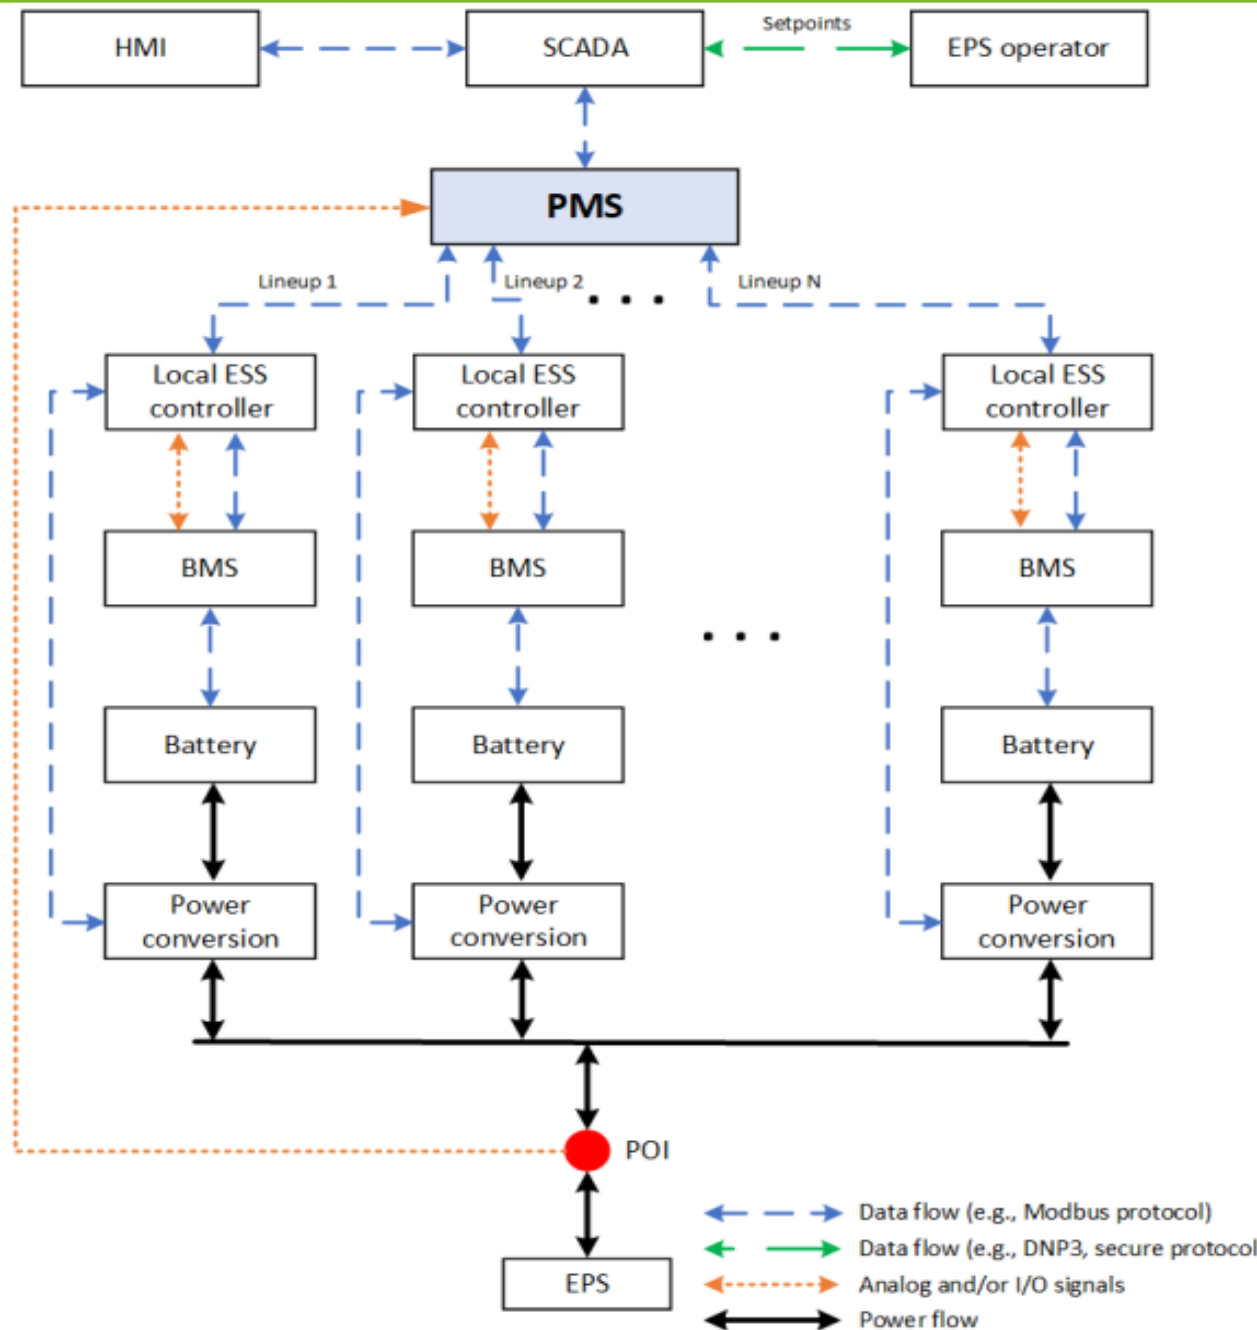 HMI
SCADA
Setpoints
EPS operator
PMS
Lineup 1
Lineup 2
. . .
Lineup N
Local ESS
controller
Local ESS
controller
Local ESS
controller
BMS
BMS
BMS
. . .
Battery
Battery
Battery
Power
conversion
Power
conversion
Power
conversion
POI
EPS
Data flow (e.g., Modbus protocol)
Data flow (e.g., DNP3, secure protocol
Analog and/or I/O signals
Power flow